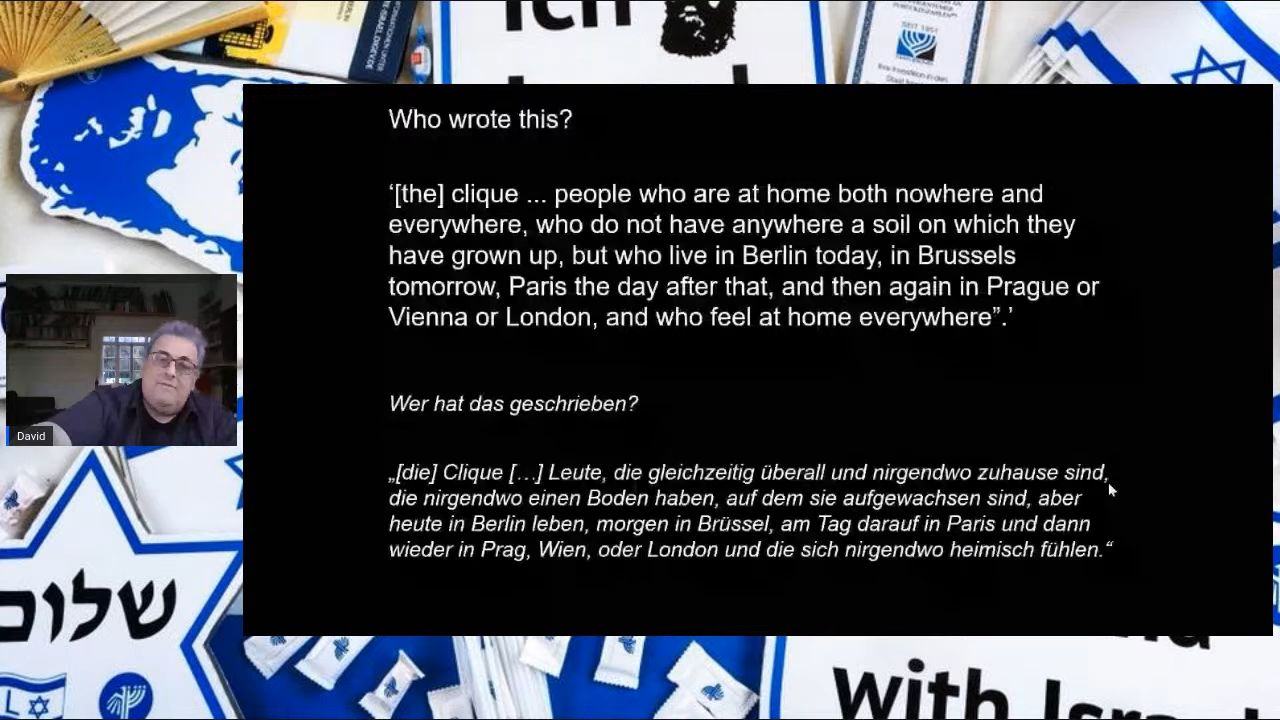 Ich
SEIT 1951
Who wrote this?
‘[the] clique ... people who are at home both nowhere and
everywhere, who do not have anywhere a soil on which they
have grown up, but who live in Berlin today, in Brussels
tomorrow, Paris the day after that, and then again in Prague or
Vienna or London, and who feel at home everywhere”.’
Wer hat das geschrieben?
„[die] Clique […] Leute, die gleichzeitig überall und nirgendwo zuhause sind,
die nirgendwo einen Boden haben, auf dem sie aufgewachsen sind, aber
heute in Berlin leben, morgen in Brüssel, am Tag darauf in Paris und dann
wieder in Prag, Wien, oder London und die sich nirgendwo heimisch fühlen.“
David
שלום
with